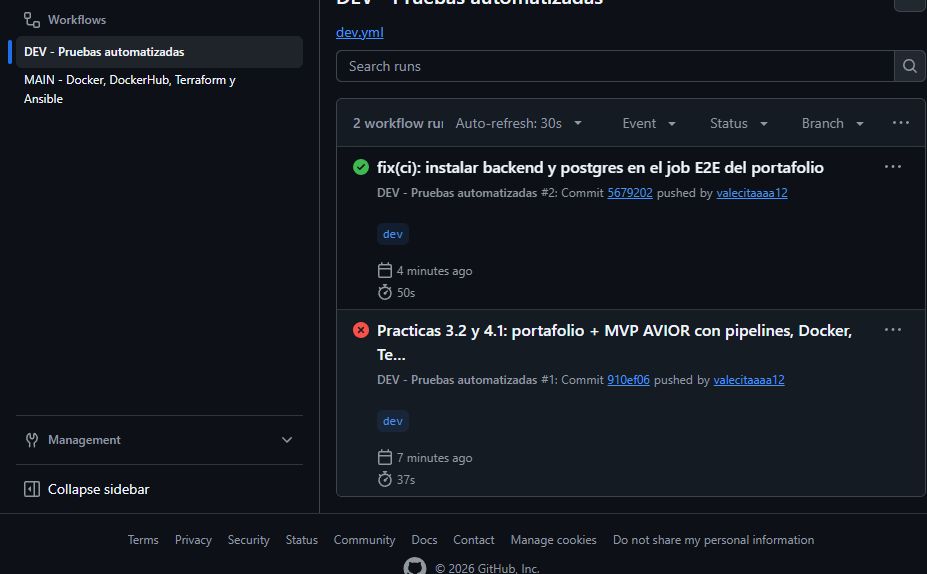 Workflows
DEV - Pruebas automatizadas
MAIN - Docker, DockerHub, Terraform y
Ansible
Management
Collapse sidebar
DEV - Pruebas automatizadas
dev.yml
Search runs
2 workflow rui
Auto-refresh: 30s
Event
Status
Branch
fix(ci): instalar backend y postgres en el job E2E del portafolio
DEV - Pruebas automatizadas #2: Commit 5679202 pushed by valecitaaaa12
dev
4 minutes ago
50s
Practicas 3.2 y 4.1: portafolio + MVP AVIOR con pipelines, Docker,
Te...
DEV - Pruebas automatizadas #1: Commit 910ef06 pushed by valecitaaaa12
dev
7 minutes ago
37s
Terms Privacy Security Status Community Docs Contact Manage cookies Do not share my personal information
© 2026 GitHub, Inc.